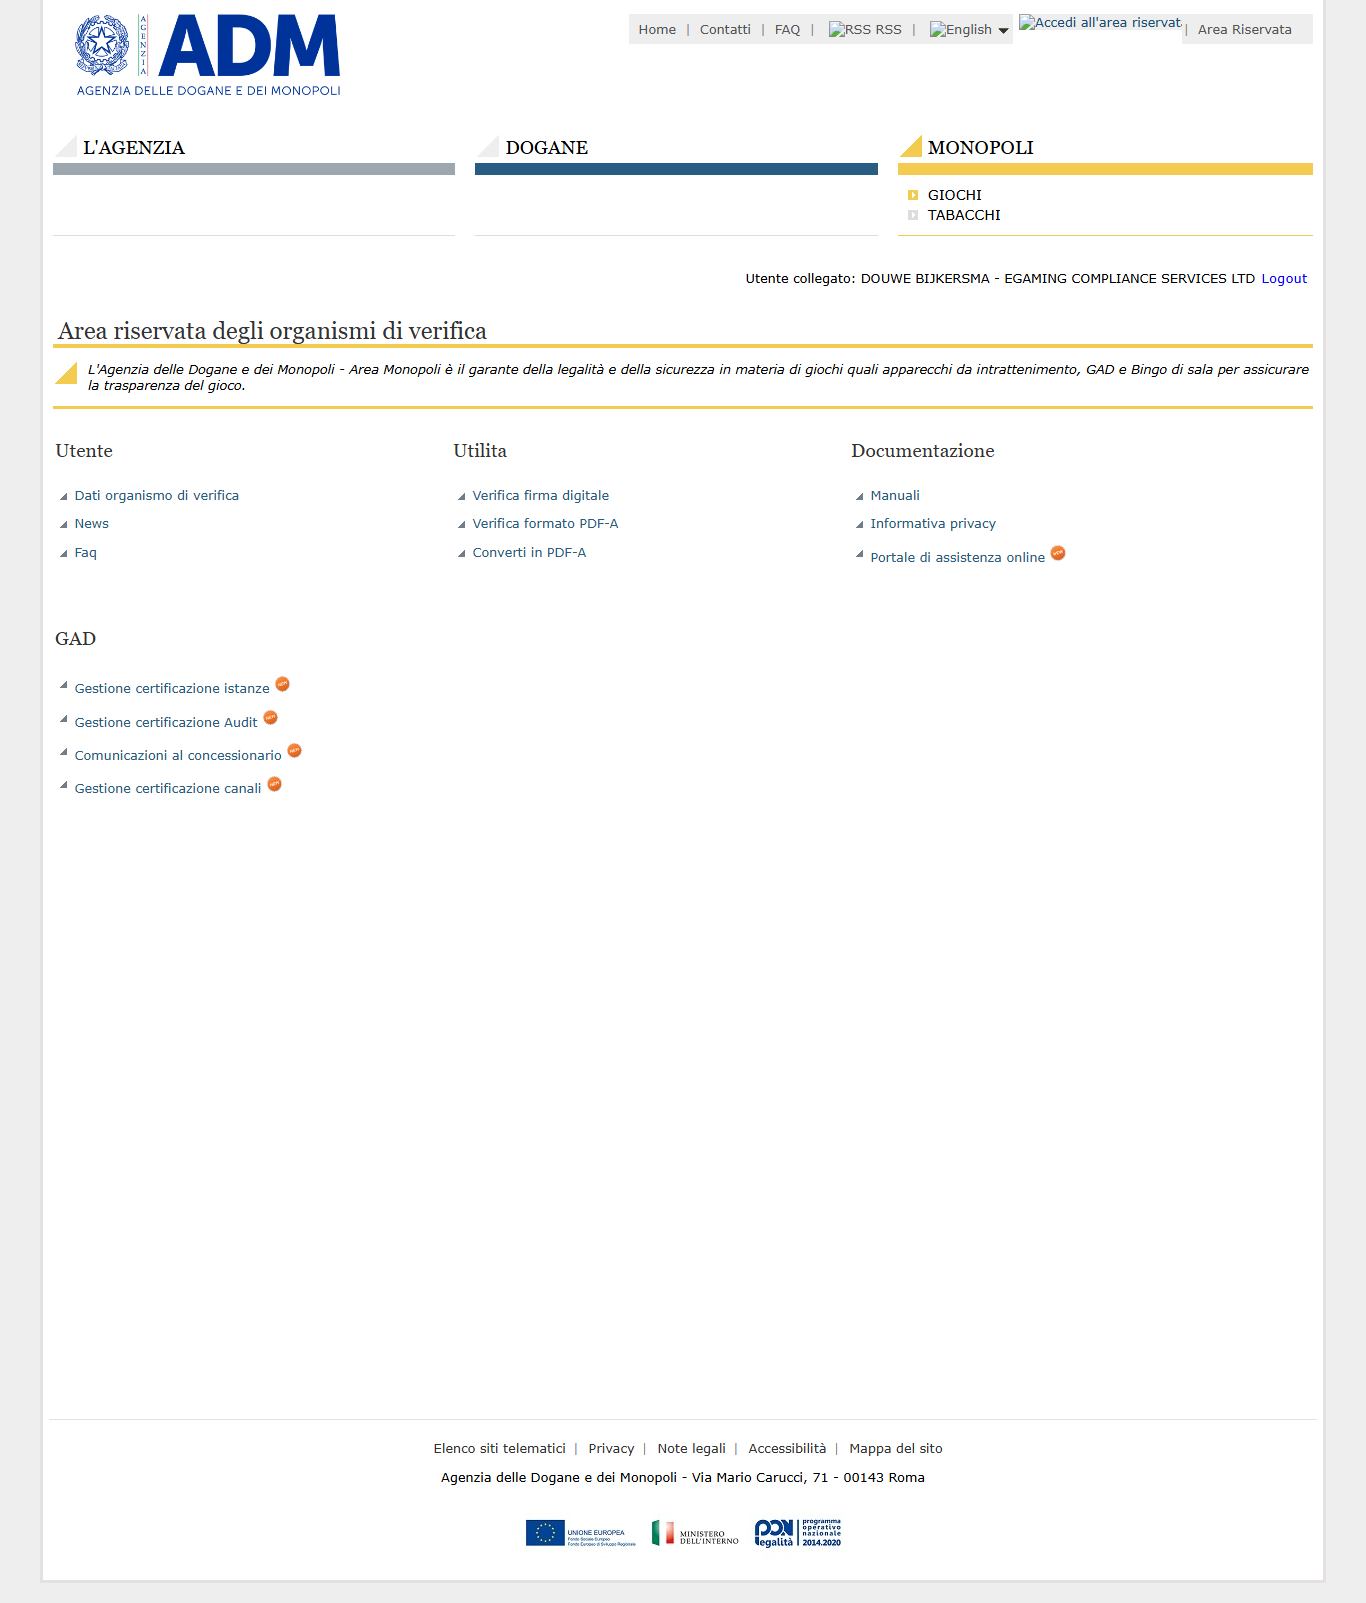 AGENZIA
ADM
AGENZIA DELLE DOGANE E DEI MONOPOLI
Home | Contatti | FAQ | RSS RSS | English
Accedi all'area riservat
| Area Riservata
L'AGENZIA
DOGANE
MONOPOLI
GIOCHI
TABACCHI
Utente collegato: DOUWE BIJKERSMA - EGAMING COMPLIANCE SERVICES LTD Logout
Area riservata degli organismi di verifica
L'Agenzia delle Dogane e dei Monopoli - Area Monopoli è il garante della legalità e della sicurezza in materia di giochi quali apparecchi da intrattenimento, GAD e Bingo di sala per assicurare
la trasparenza del gioco.
Utente
Dati organismo di verifica
News
Faq
Utilita
Verifica firma digitale
Verifica formato PDF-A
Converti in PDF-A
Documentazione
Manuali
Informativa privacy
Portale di assistenza online NEW
GAD
Gestione certificazione istanze NEW
Gestione certificazione Audit NEW
Comunicazioni al concessionario NEW
Gestione certificazione canali NEW
Elenco siti telematici | Privacy | Note legali | Accessibilità | Mappa del sito
Agenzia delle Dogane e dei Monopoli - Via Mario Carucci, 71 - 00143 Roma
UNIONE EUROPEA
Fondo Sociale Europeo
Fondo Europeo di Sviluppo Regionale
MINISTERO
DELL'INTERNO
PON
legalità
programma
operativo
nazionale
2014.2020